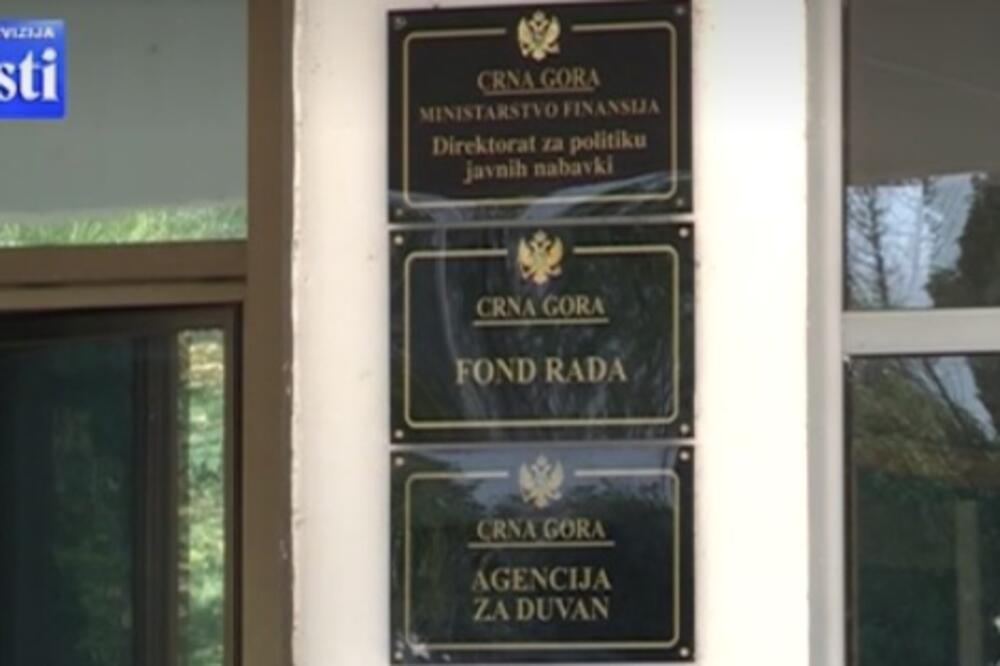 VIZIJA
sti
CRNA GORA
MINISTARSTVO FINANSIJA
Direktorat za politiku
javnih nabavki
CRNA GORA
FOND RADA
CRNA GORA
AGENCIJA
ZA DUVAN